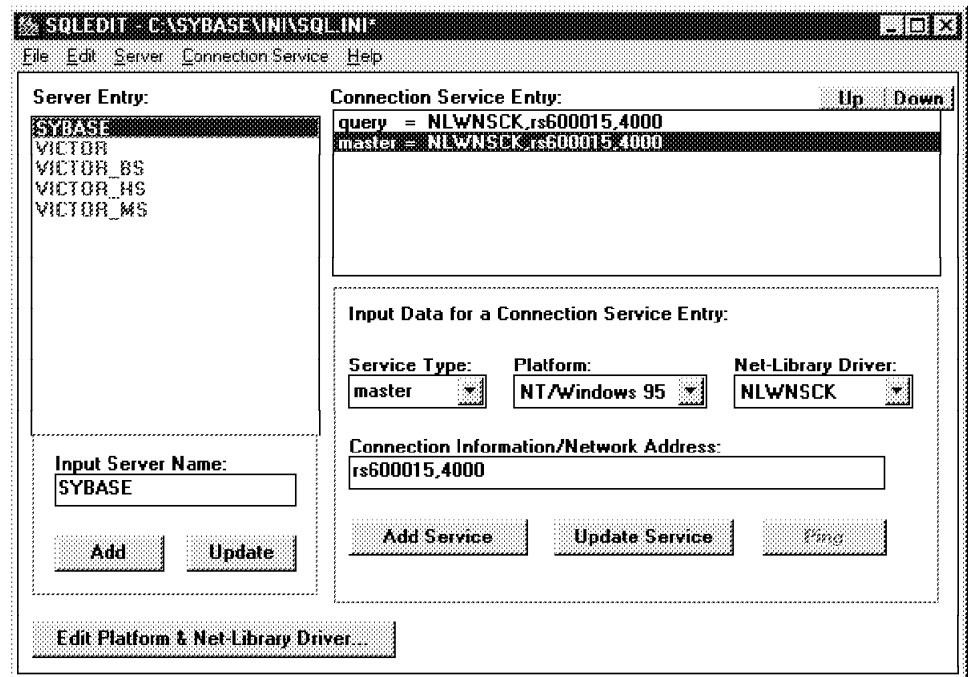 SQLEDIT - C:\SYBASE\INI\SQL.INI*
File Edit Server Connection Service Help
Server Entry:
SYBASE
VICTOR
VICTOR_BS
VICTOR_HS
VICTOR_MS
Connection Service Entry:
Up Down
query = NLWNSCK,rs600015,4000
master = NLWNSCK,rs600015,4000
Input Data for a Connection Service Entry:
Service Type: Platform: Net-Library Driver:
master NT/Windows 95 NLWNSCK
Connection Information/Network Address:
rs600015,4000
Add Service Update Service Ping
Input Server Name:
SYBASE
Add Update
Edit Platform & Net-Library Driver...